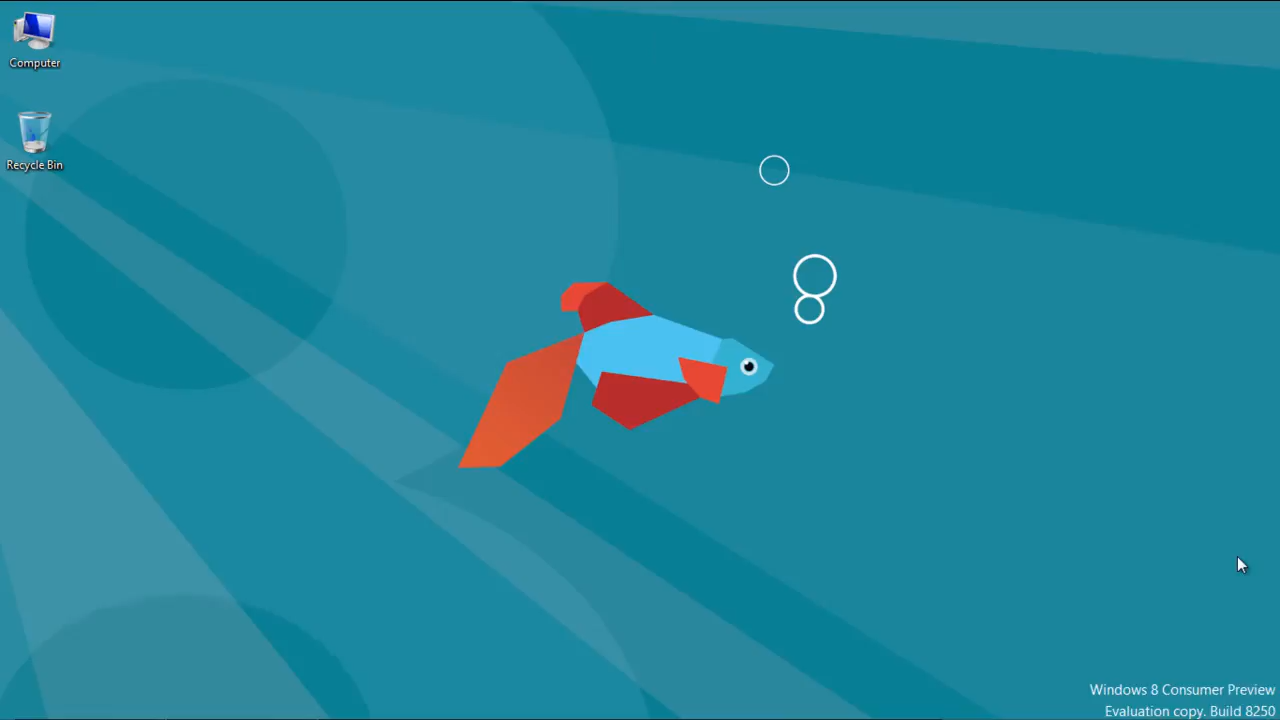 Computer
Recycle Bin
Windows 8 Consumer Preview
Evaluation copy. Build 8250